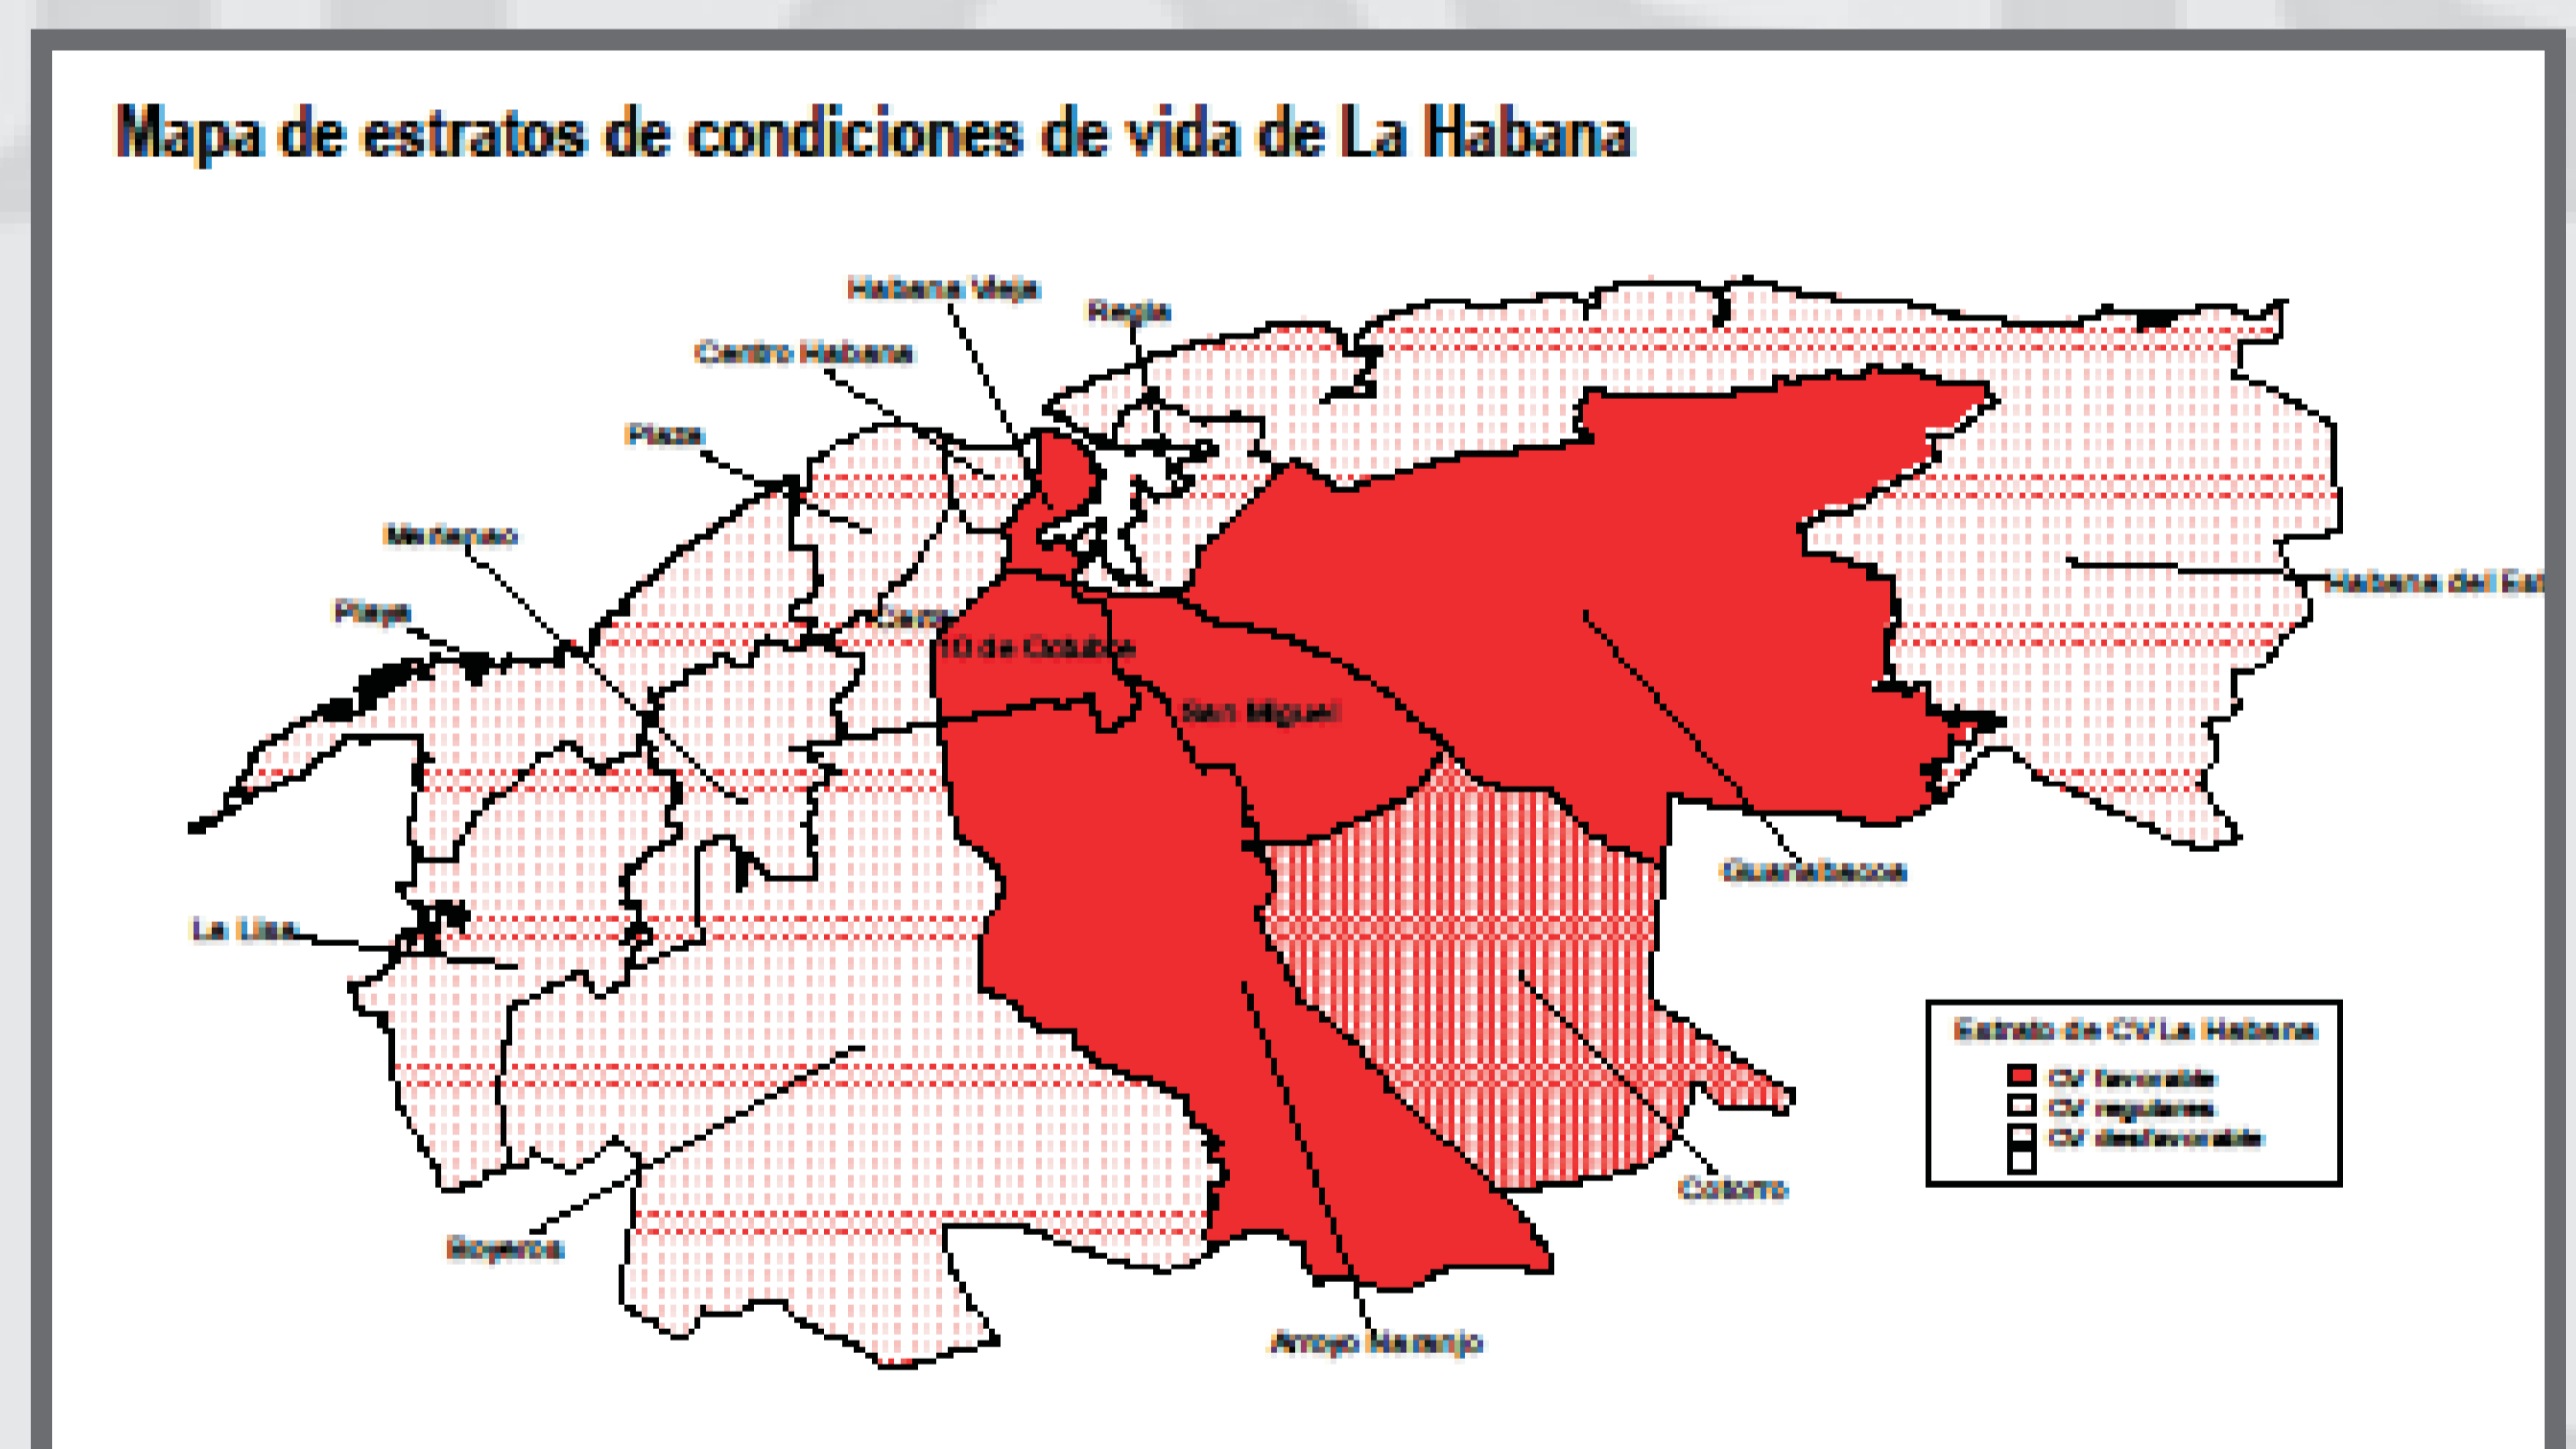 Mapa de estratos de condiciones de vida de La Habana
Habana Vieja
Regla
Centro Habana
Plaza
Marianao
Playa
Habana del Est
Cerro
10 de Octubre
San Miguel
Guanabacoa
La Lisa
Estrato de CV La Habana
CV favorable
CV regulares
CV desfavorable
Cotorro
Boyeros
Arroyo Naranjo